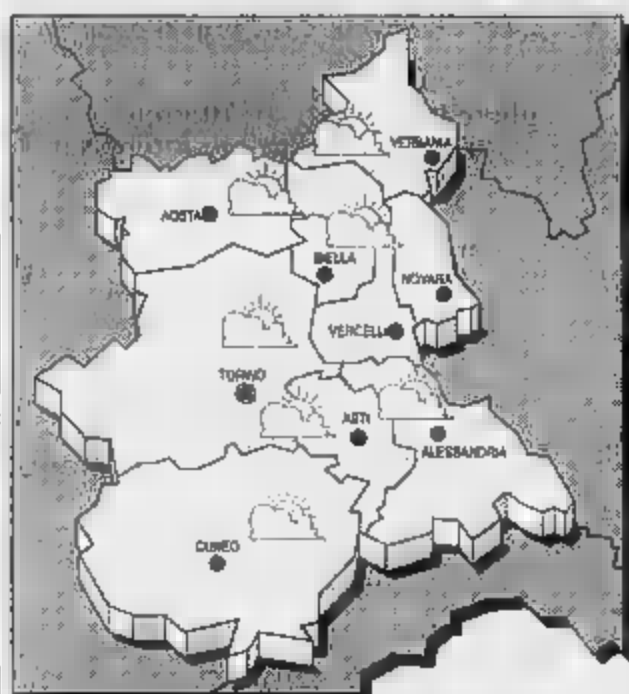 VERBANIA
AOSTA
BIELLA
NOVARA
VERCELLI
TORINO
ASTI
ALESSANDRIA
CUNEO